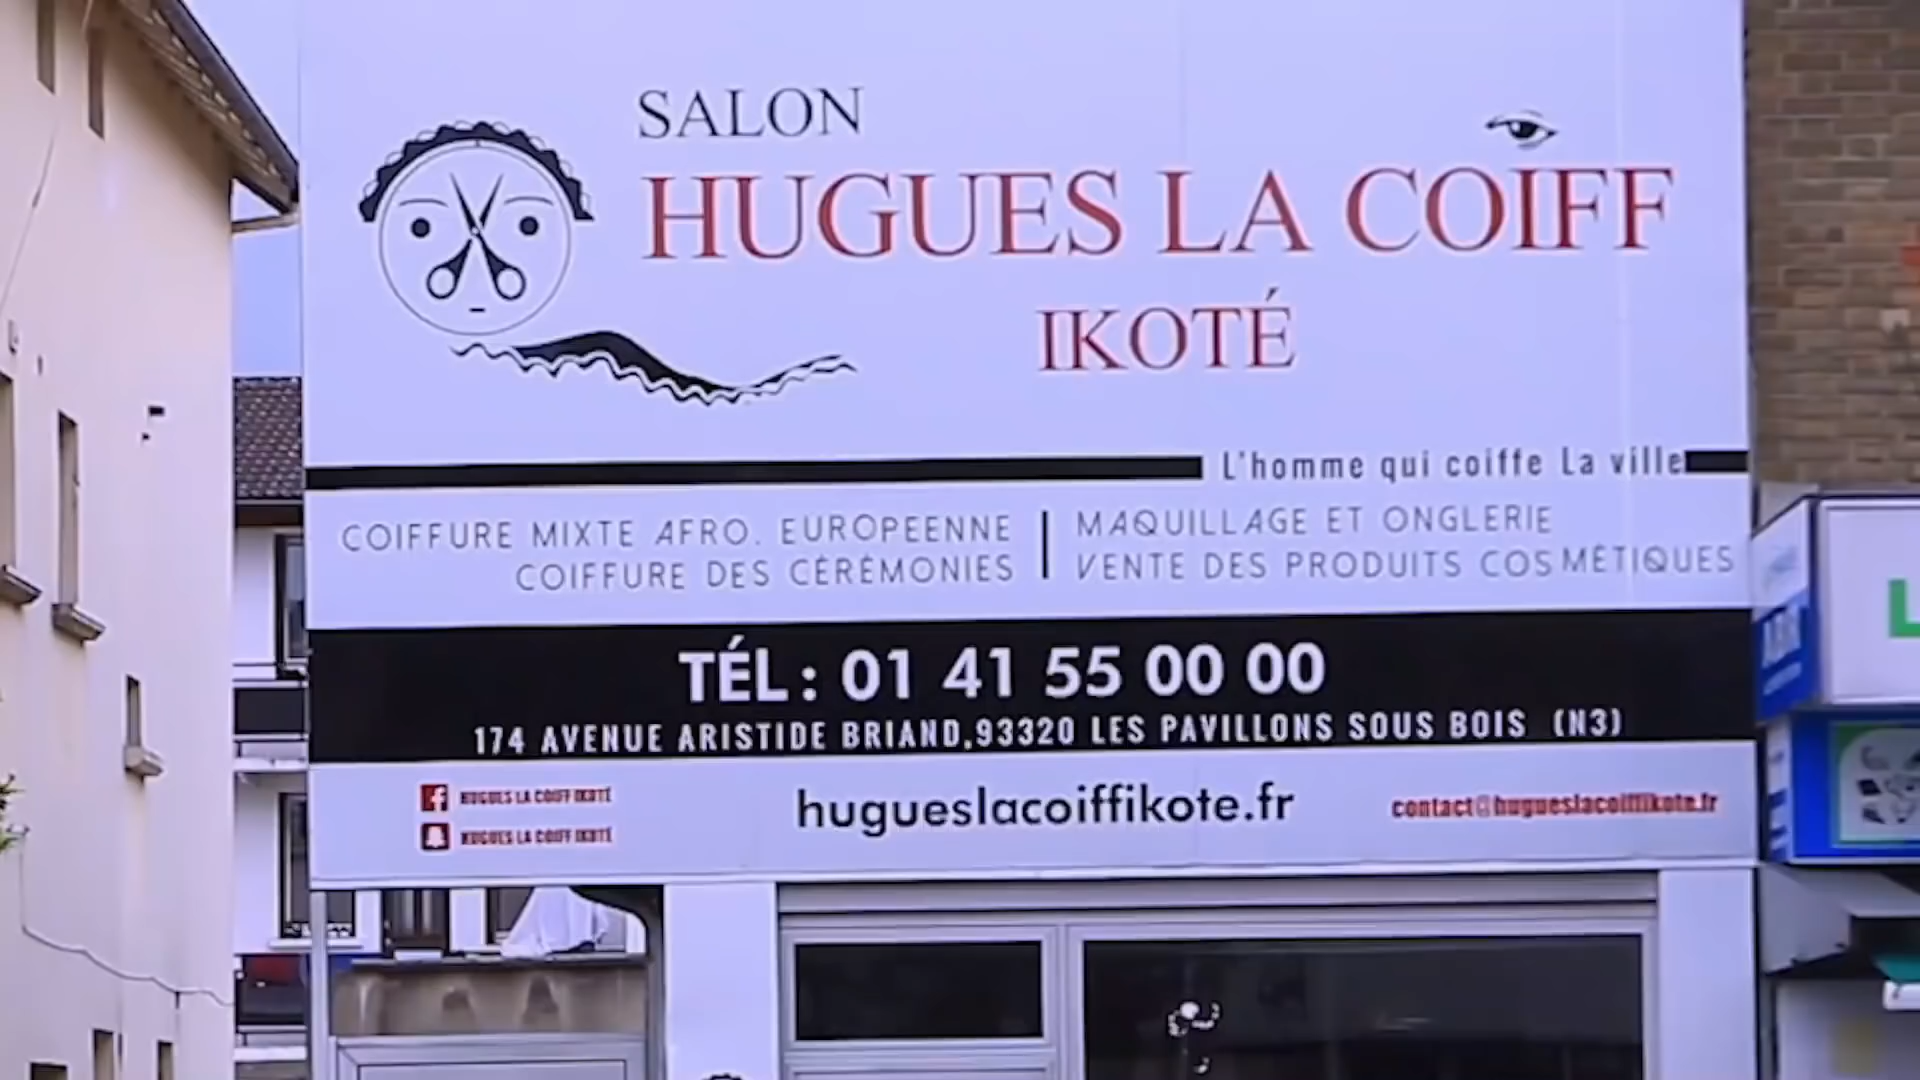 SALON
HUGUES LA COIFF
IKOTÉ
L'homme qui coiffe La ville
COIFFURE MIXTE AFRO. EUROPEENNE
COIFFURE DES CÉRÉMONIES
MAQUILLAGE ET ONGLERIE
VENTE DES PRODUITS COSMÉTIQUES
TÉL : 01 41 55 00 00
174 AVENUE ARISTIDE BRIAND.93320 LES PAVILLONS SOUS BOIS (N3)
HUGUES LA COIFF IKOTÉ
HUGUES LA COIFF IKOTÉ
hugueslacoiffikote.fr
contact@hugueslacoiffikote.fr
L